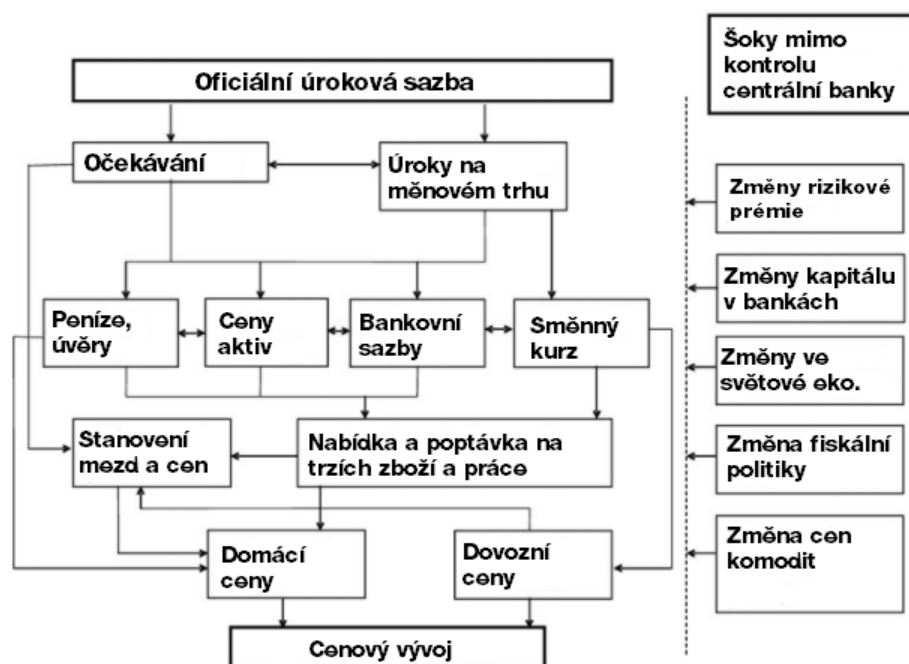 Šoky mimo
kontrolu
centrální banky
Oficiální úroková sazba
Očekávání
Úroky na
měnovém trhu
Změny rizikové
prémie
Změny kapitálu
v bankách
Peníze,
úvěry
Ceny
aktiv
Bankovní
sazby
Směnný
kurz
Změny ve
světové eko.
Stanovení
mezd a cen
Nabídka a poptávka na
trzích zboží a práce
Změna fiskální
politiky
Domácí
ceny
Dovozní
ceny
Změna cen
komodit
Cenový vývoj